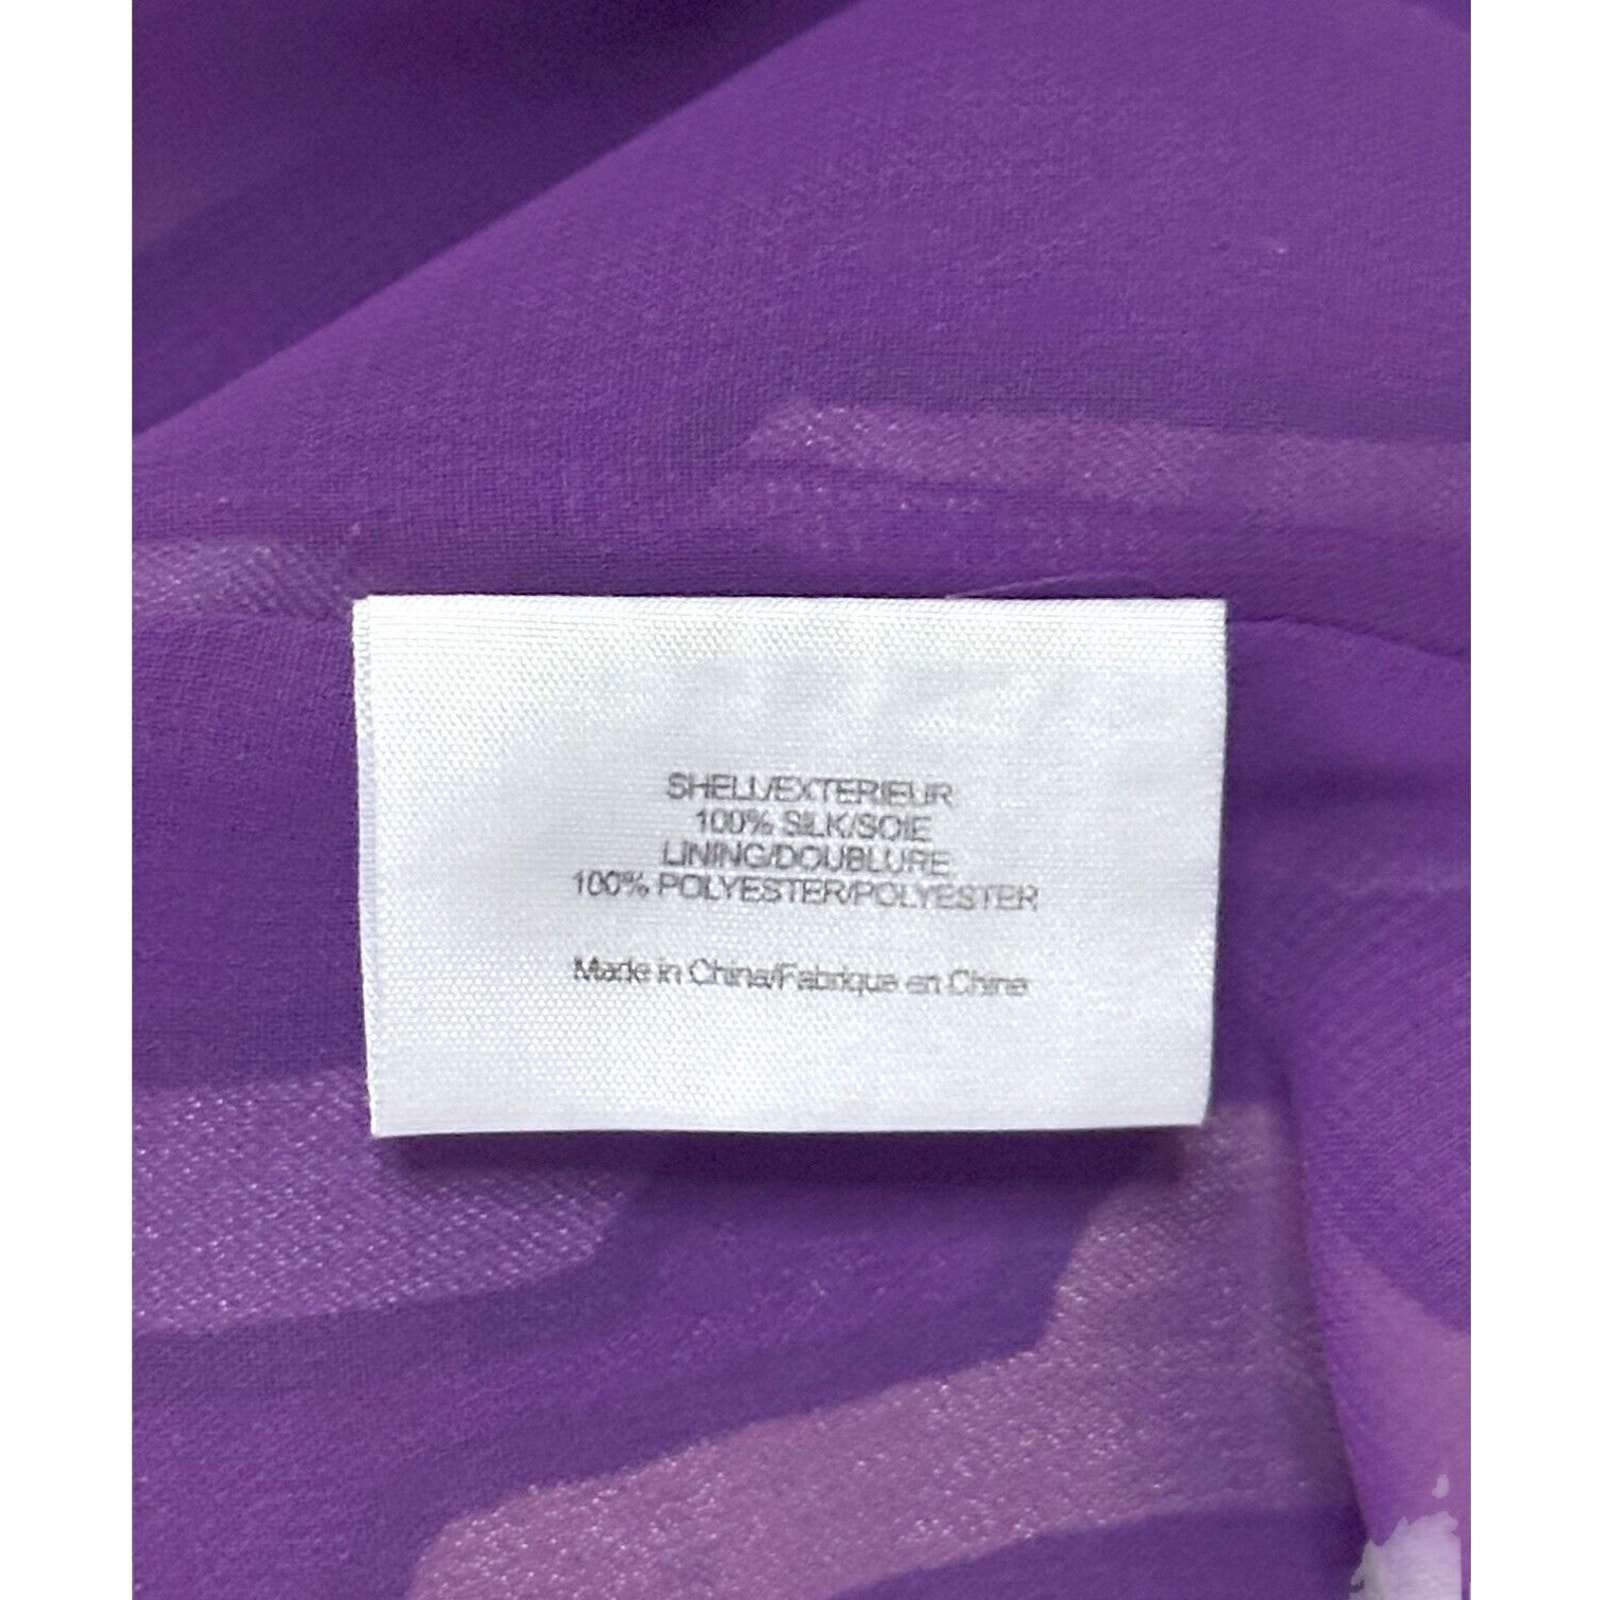 SHELL/EXTERIEUR
100% SILK/SOIE
LINING/DOUBLURE
100% POLYESTER/POLYESTER
Made in China/Fabrique en Chine